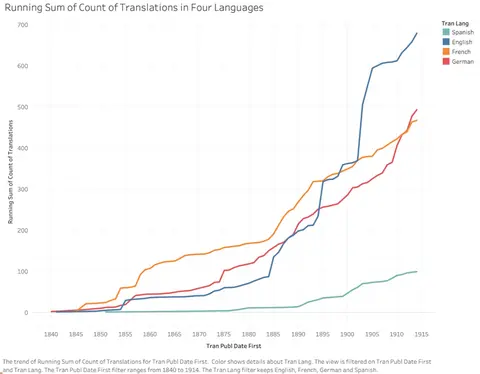 Running Sum of Count of Translations in Four Languages
Tran Lang
Spanish
English
French
German
Running Sum of Count of Translations
700
600
500
400
300
200
100
0
1840 1845 1850 1855 1860 1865 1870 1875 1880 1885 1890 1895 1900 1905 1910 1915
Tran Publ Date First
The trend of Running Sum of Count of Translations for Tran Publ Date First. Color shows details about Tran Lang. The view is filtered on Tran Publ Date First
and Tran Lang. The Tran Publ Date First filter ranges from 1840 to 1914. The Tran Lang filter keeps English, French, German and Spanish.